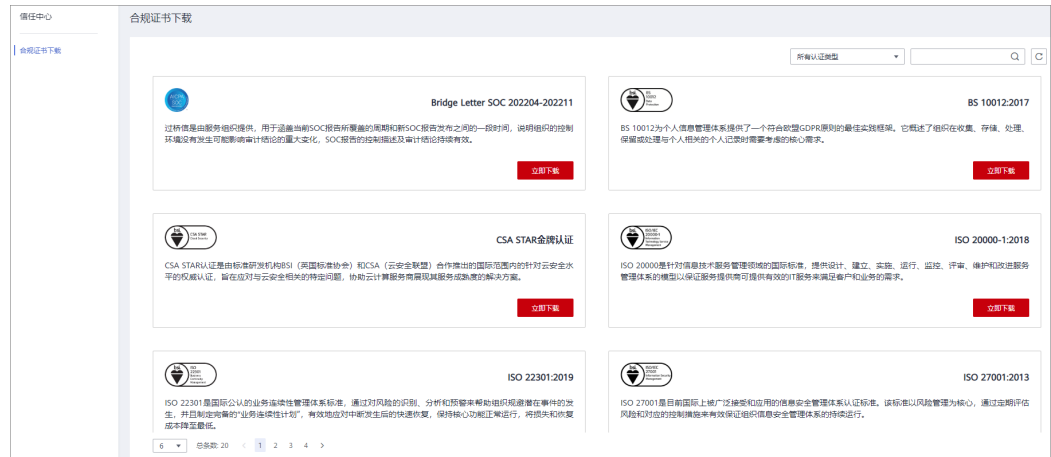 信任中心
合规证书下载
合规证书下载
所有认证类型
Bridge Letter SOC 202204-202211
过桥信是由服务组织提供，用于涵盖当前SOC报告所覆盖的周期和新SOC报告发布之间的一段时间，说明组织的控制
环境没有发生可能影响审计结论的重大变化，SOC报告的控制描述及审计结论持续有效。
立即下载
BS 10012:2017
BS 10012为个人信息管理体系提供了一个符合欧盟GDPR原则的最佳实践框架。它概述了组织在收集、存储、处理、
保留或处理与个人相关的个人记录时需要考虑的核心需求。
立即下载
CSA STAR金牌认证
CSA STAR认证是由标准研发机构BSI（英国标准协会）和CSA（云安全联盟）合作推出的国际范围内的针对云安全水
平的权威认证，旨在应对与云安全相关的特定问题，协助云计算服务商展现其服务成熟度的解决方案。
立即下载
ISO 20000-1:2018
ISO 20000是针对信息技术服务管理领域的国际标准，提供设计、建立、实施、运行、监控、评审、维护和改进服务
管理体系的模型以保证服务提供商可提供有效的IT服务来满足客户和业务的需求。
立即下载
ISO 22301:2019
ISO 22301是国际公认的业务连续性管理体系标准，通过对风险的识别、分析和预警来帮助组织规避潜在事件的发
生，并且制定完备的“业务连续性计划”，有效地应对中断发生后的快速恢复，保持核心功能正常运行，将损失和恢复
成本降至最低。
ISO 27001:2013
ISO 27001是目前国际上被广泛接受和应用的信息安全管理体系认证标准。该标准以风险管理为核心，通过定期评估
风险和对应的控制措施来有效保证组织信息安全管理体系的持续运行。
6 总条数: 20 < 1 2 3 4 >